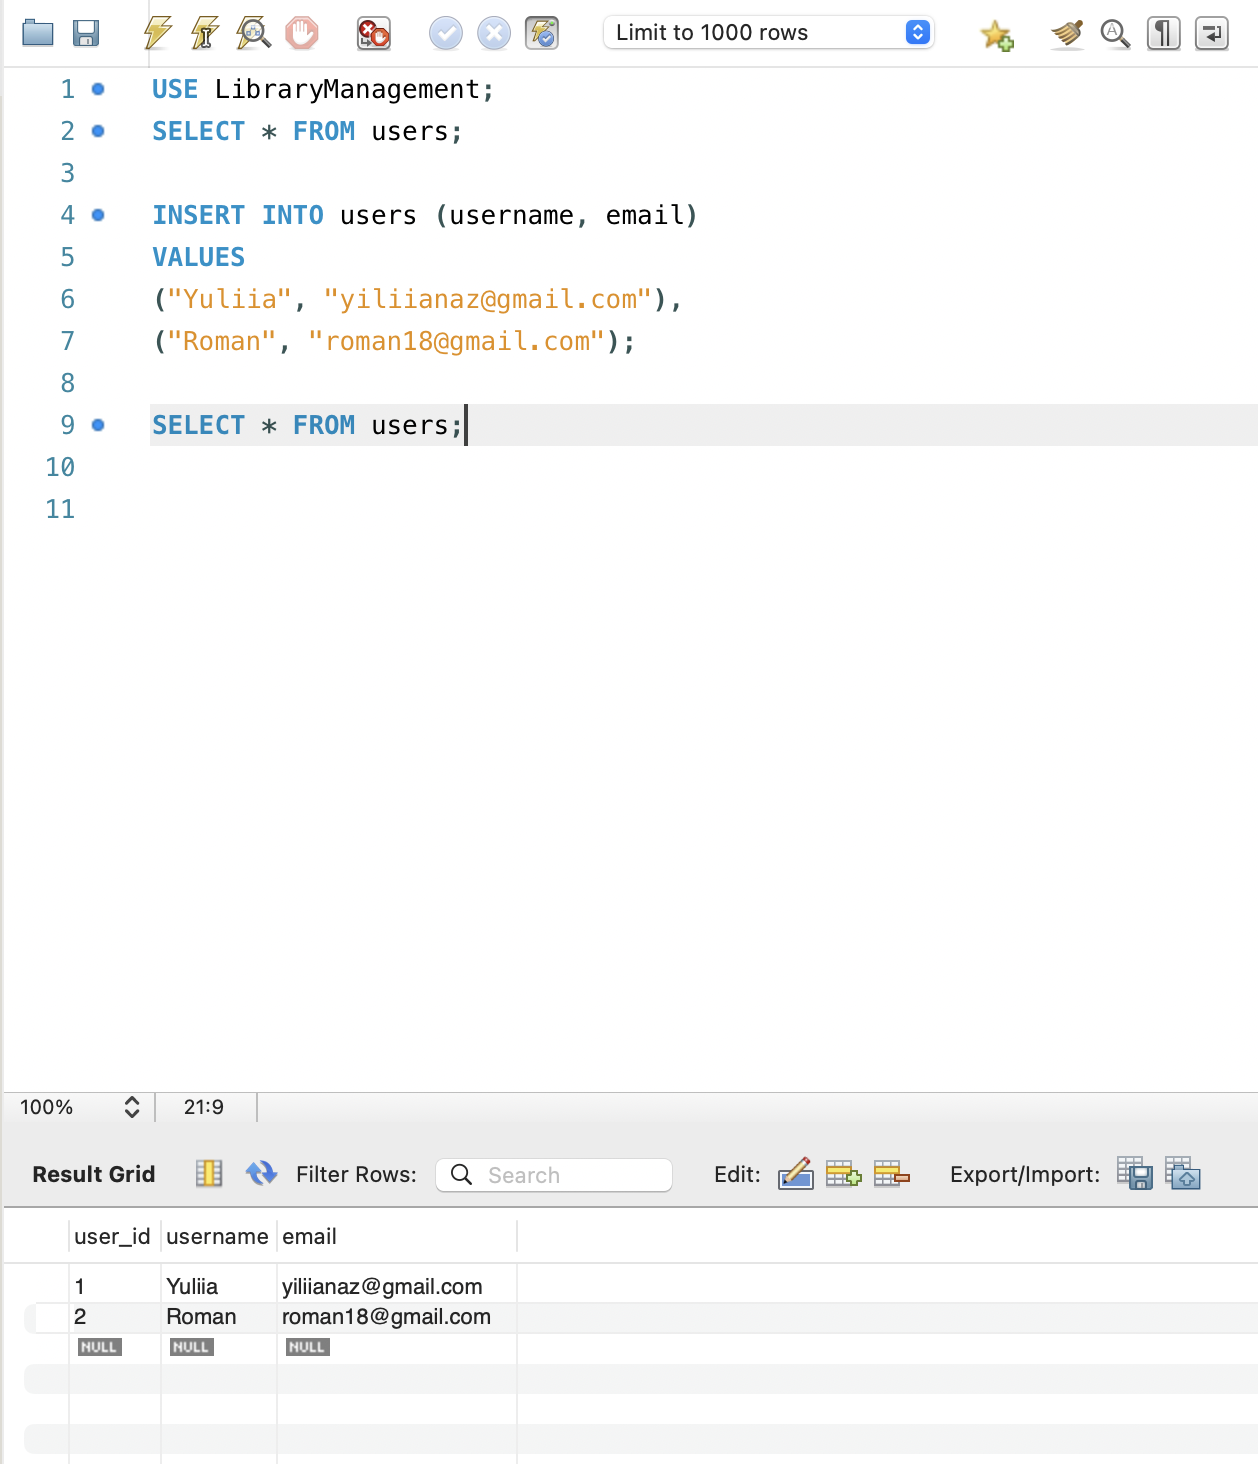 Limit to 1000 rows
1 USE LibraryManagement;
2 SELECT * FROM users;
3
4 INSERT INTO users (username, email)
5 VALUES
6 ("Yuliia", "yiliianaz@gmail.com"),
7 ("Roman", "roman18@gmail.com");
8
9 SELECT * FROM users;
10
11
100% 21:9
Result Grid Filter Rows: Search Edit: Export/Import:
user_id username email
1 Yuliia yiliianaz@gmail.com
2 Roman roman18@gmail.com
NULL NULL NULL